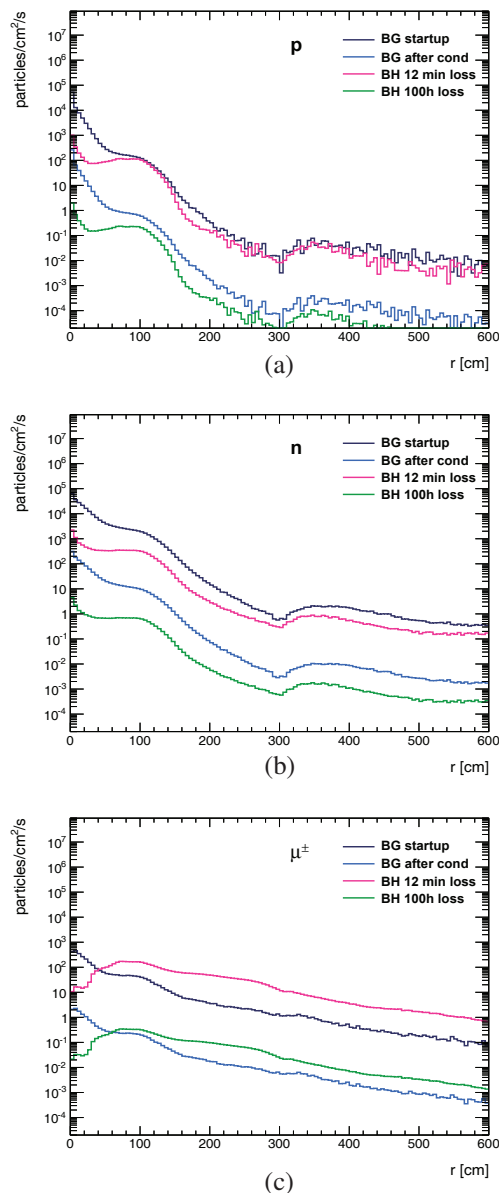 particles/cm²/s
p
BG startup
BG after cond
BH 12 min loss
BH 100h loss
10⁷
10⁶
10⁵
10⁴
10³
10²
10
1
10⁻¹
10⁻²
10⁻³
10⁻⁴
0 100 200 300 400 500 600
r [cm]
(a)
particles/cm²/s
n
BG startup
BG after cond
BH 12 min loss
BH 100h loss
10⁷
10⁶
10⁵
10⁴
10³
10²
10
1
10⁻¹
10⁻²
10⁻³
10⁻⁴
0 100 200 300 400 500 600
r [cm]
(b)
particles/cm²/s
μ±
BG startup
BG after cond
BH 12 min loss
BH 100h loss
10⁷
10⁶
10⁵
10⁴
10³
10²
10
1
10⁻¹
10⁻²
10⁻³
10⁻⁴
0 100 200 300 400 500 600
r [cm]
(c)